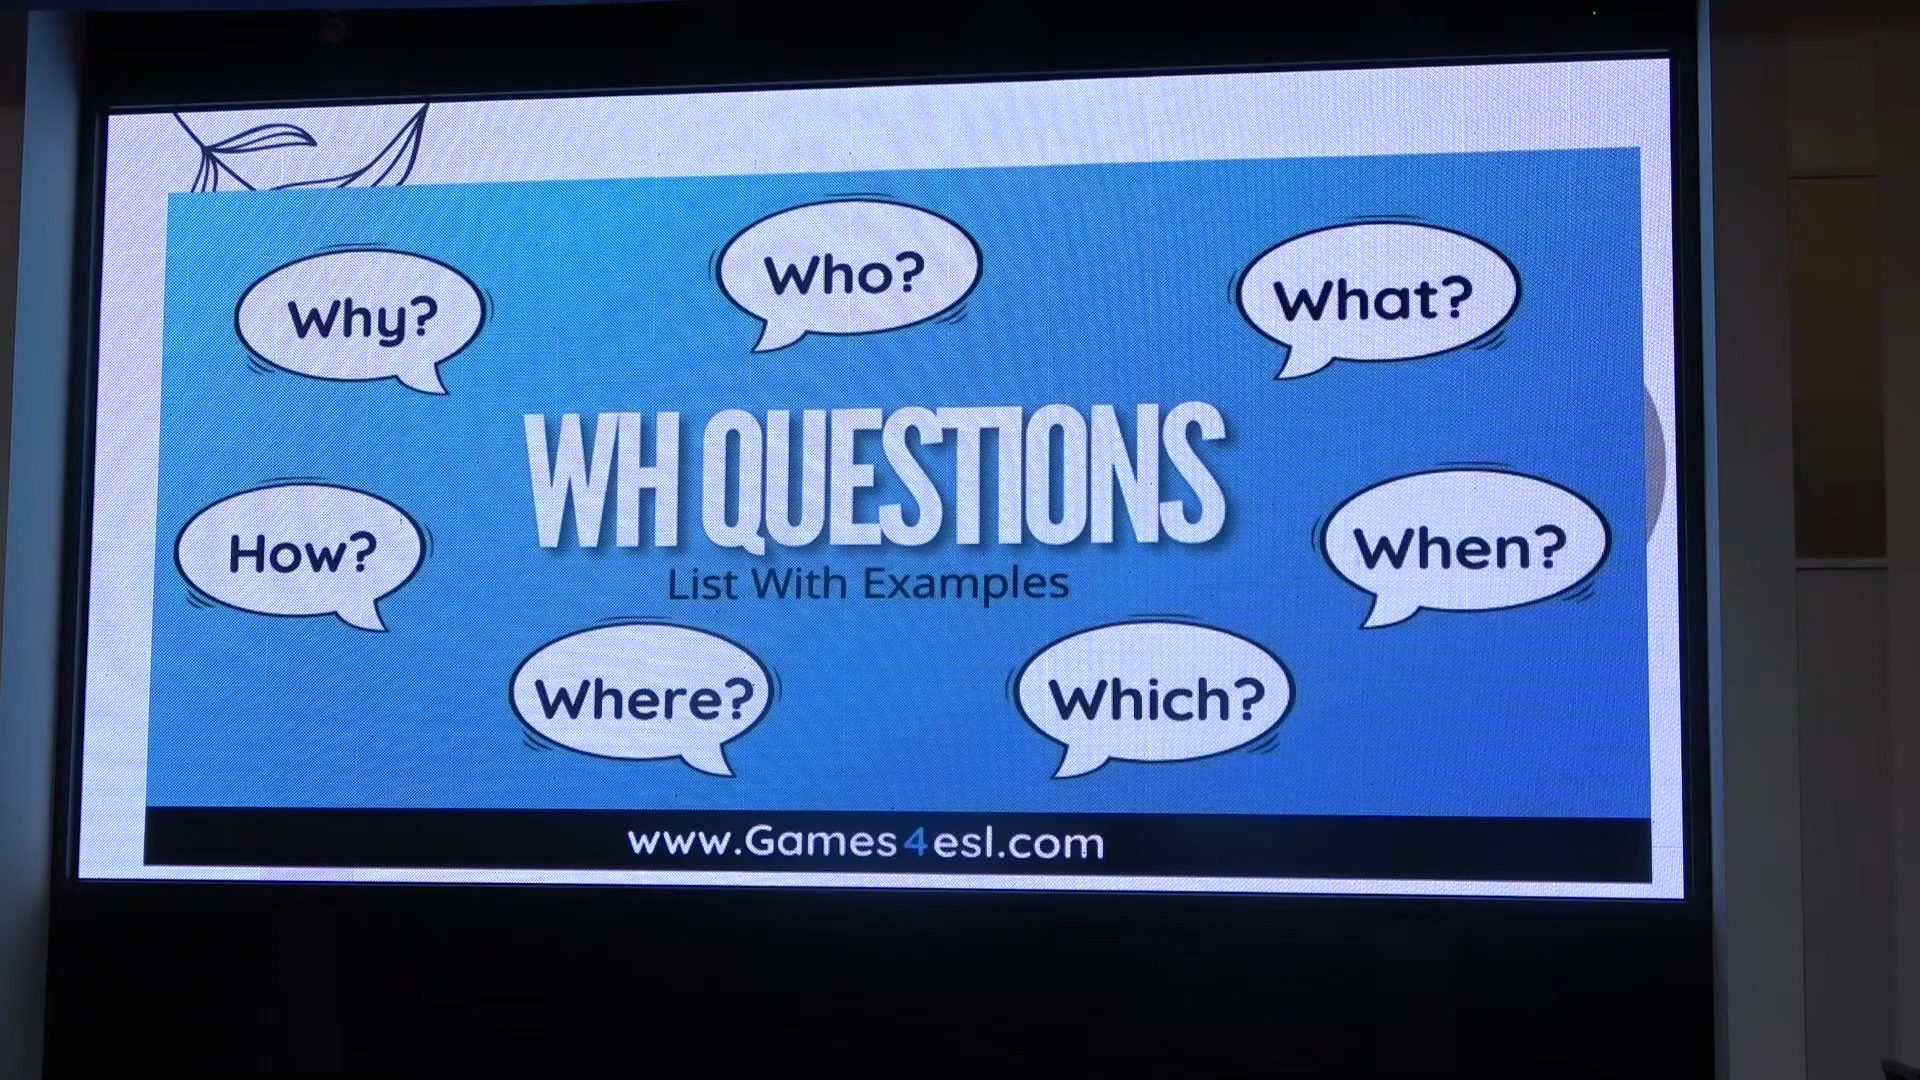 Why?
Who?
What?
WH QUESTIONS
How?
When?
List With Examples
Where?
Which?
www.Games4esl.com